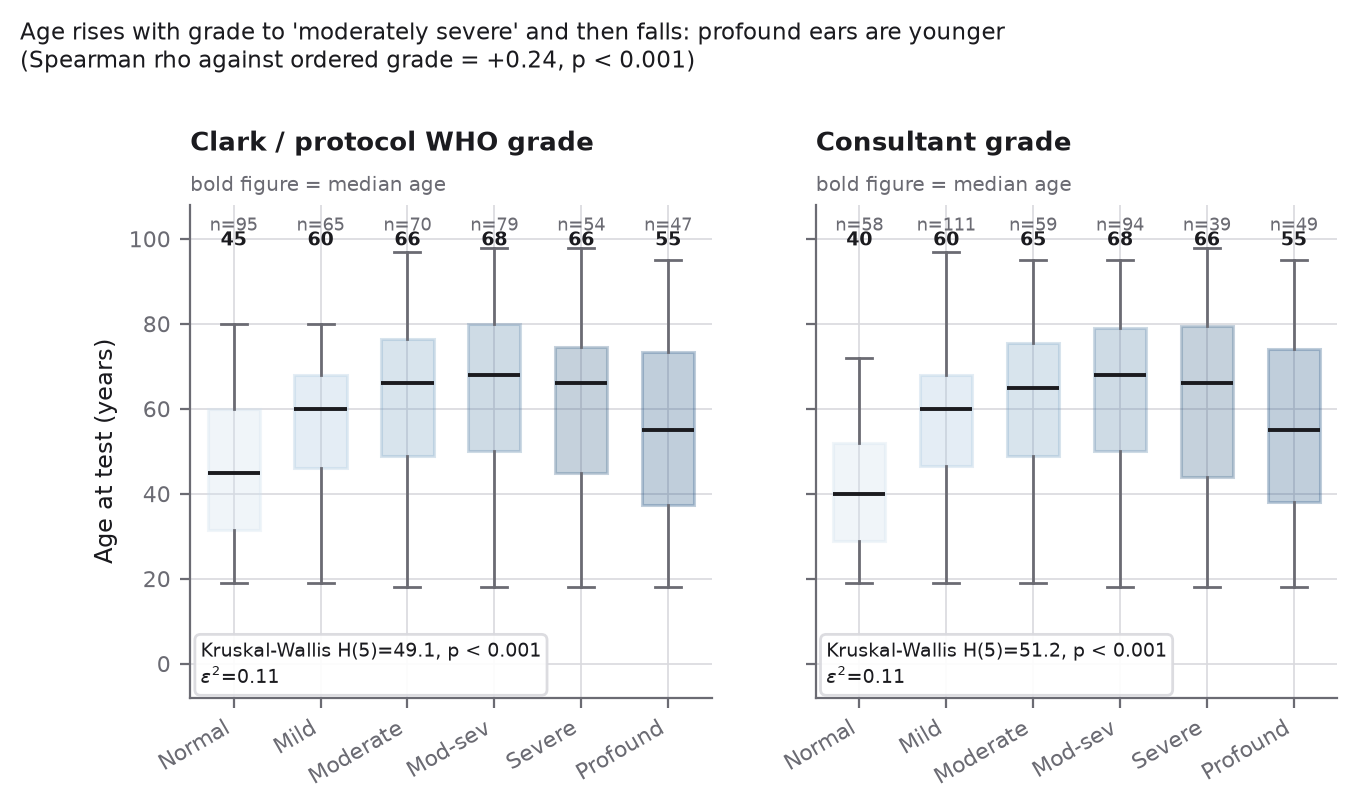 Age rises with grade to 'moderately severe' and then falls: profound ears are younger
(Spearman rho against ordered grade = +0.24, p < 0.001)
Clark / protocol WHO grade
bold figure = median age
n=95 n=65 n=70 n=79 n=54 n=47
45 60 66 68 66 55
100
80
60
40
20
0
Age at test (years)
Kruskal-Wallis H(5)=49.1, p < 0.001
ε²=0.11
Normal Mild Moderate Mod-sev Severe Profound
Consultant grade
bold figure = median age
n=58 n=111 n=59 n=94 n=39 n=49
40 60 65 68 66 55
Kruskal-Wallis H(5)=51.2, p < 0.001
ε²=0.11
Normal Mild Moderate Mod-sev Severe Profound